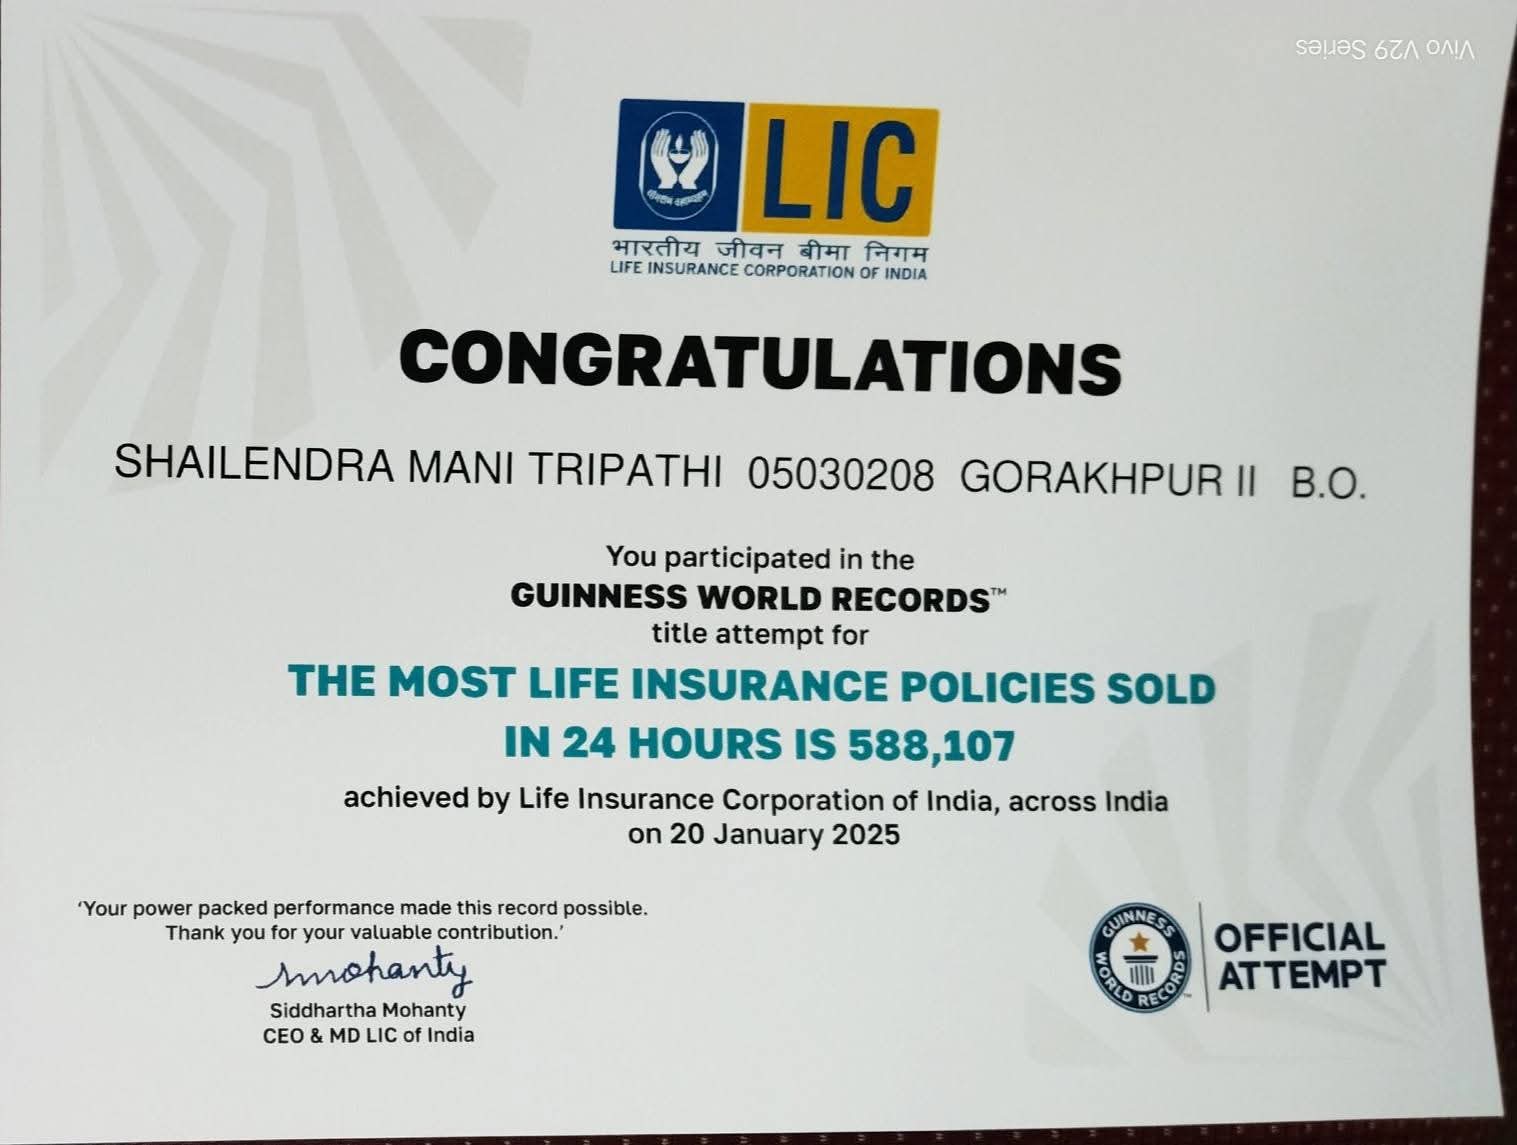 Vivo V29 Series
LIC
भारतीय जीवन बीमा निगम
LIFE INSURANCE CORPORATION OF INDIA
CONGRATULATIONS
SHAILENDRA MANI TRIPATHI 05030208 GORAKHPUR II B.O.
You participated in the
GUINNESS WORLD RECORDS™
title attempt for
THE MOST LIFE INSURANCE POLICIES SOLD
IN 24 HOURS IS 588,107
achieved by Life Insurance Corporation of India, across India
on 20 January 2025
‘Your power packed performance made this record possible.
Thank you for your valuable contribution.’
smohanty
Siddhartha Mohanty
CEO & MD LIC of India
GUINNESS WORLD RECORDS™
OFFICIAL
ATTEMPT